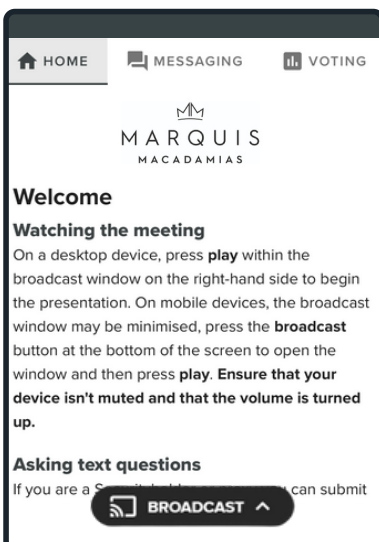 HOME MESSAGING VOTING
MARQUIS
MACADAMIAS
Welcome
Watching the meeting
On a desktop device, press play within the
broadcast window on the right-hand side to begin
the presentation. On mobile devices, the broadcast
window may be minimised, press the broadcast
button at the bottom of the screen to open the
window and then press play. Ensure that your
device isn't muted and that the volume is turned
up.
Asking text questions
If you are a can submit
BROADCAST